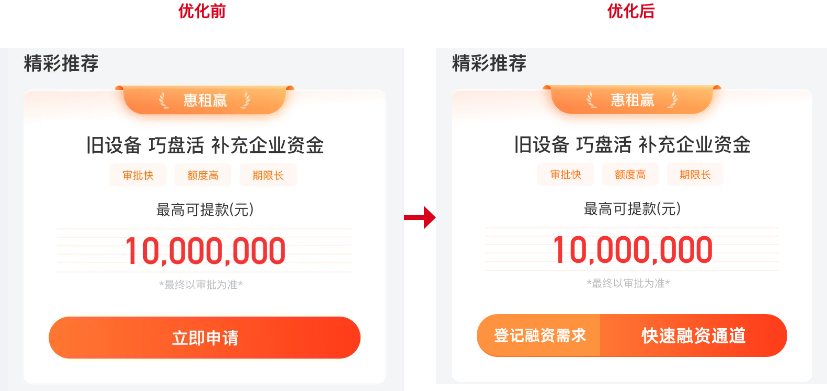 优化前
精彩推荐
惠租赢
旧设备 巧盘活 补充企业资金
审批快 额度高 期限长
最高可提款(元)
10,000,000
*最终以审批为准*
立即申请
优化后
精彩推荐
惠租赢
旧设备 巧盘活 补充企业资金
审批快 额度高 期限长
最高可提款(元)
10,000,000
*最终以审批为准*
登记融资需求 快速融资通道